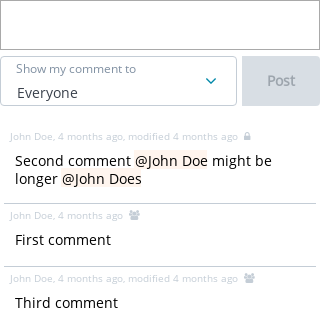 Show my comment to
Everyone
Post
John Doe, 4 months ago, modified 4 months ago
Second comment @John Doe might be
longer @John Does
John Doe, 4 months ago
First comment
John Doe, 4 months ago, modified 4 months ago
Third comment